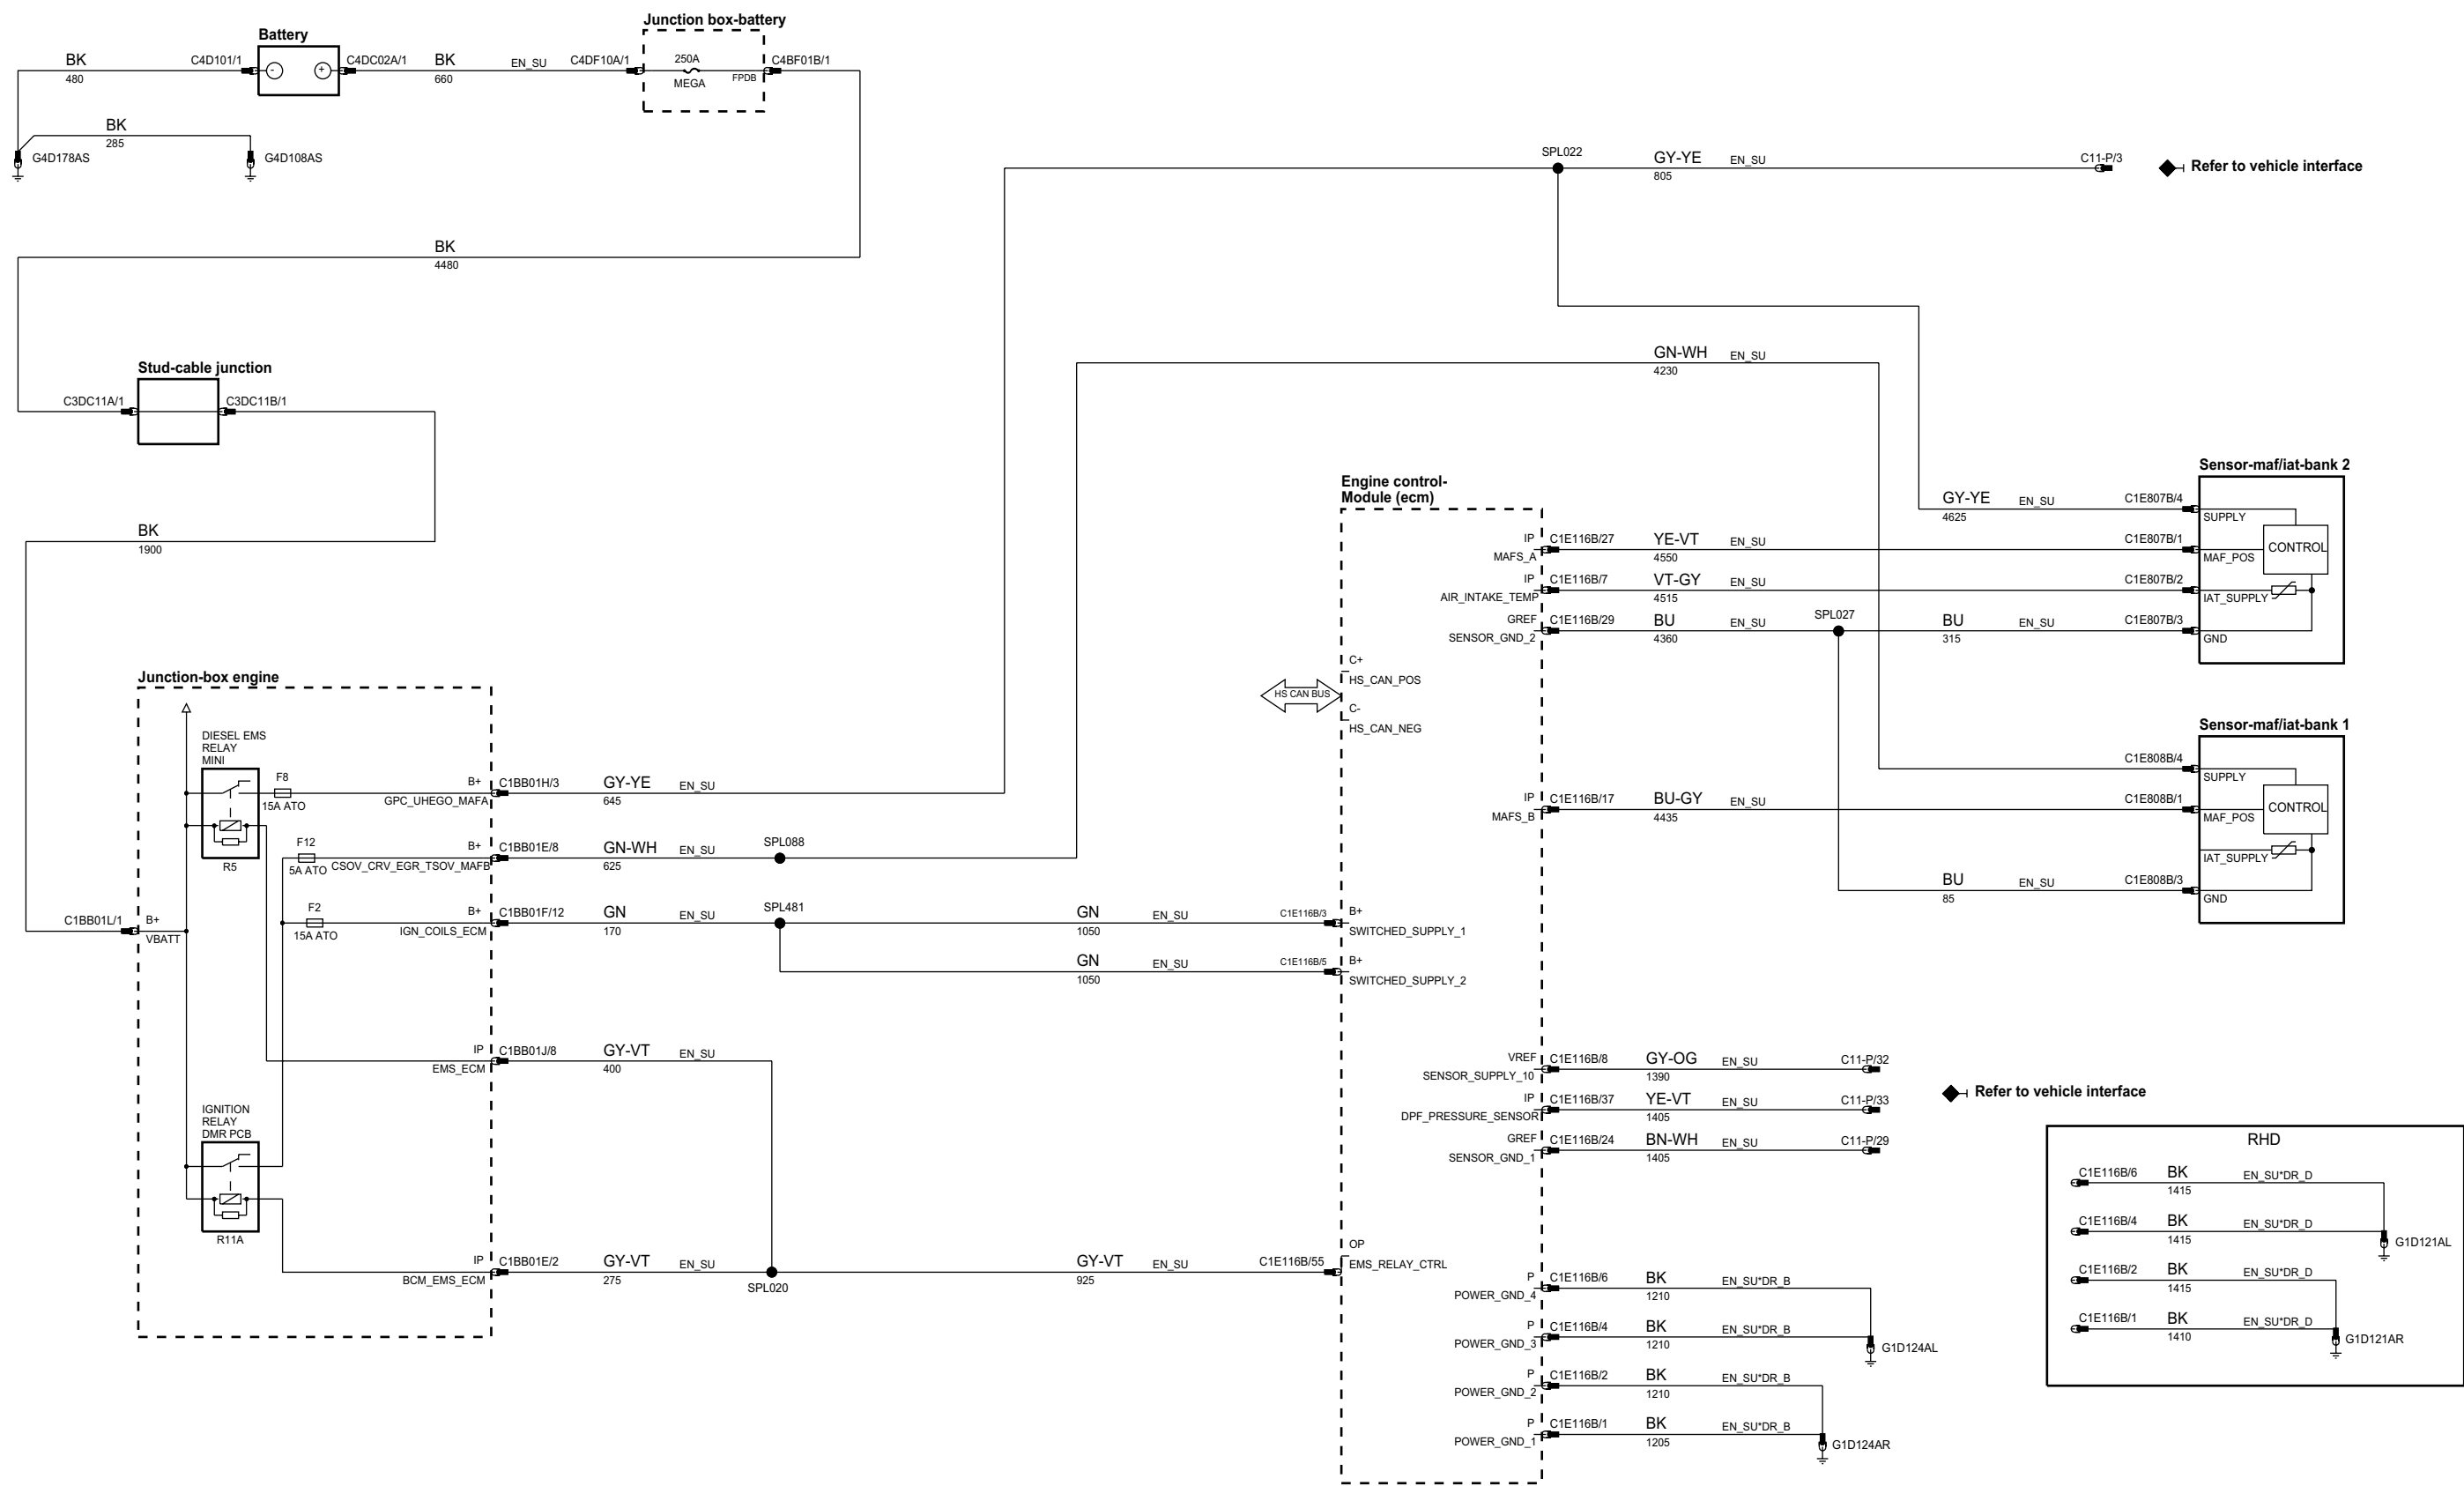 Junction box-battery
Battery
BK
480
C4D101/1
-
+
C4DC02A/1
BK
660
EN_SU
C4DF10A/1
250A
MEGA
FPDB
C4BF01B/1
BK
285
G4D178AS
G4D108AS
SPL022
GY-YE
805
EN_SU
C11-P/3
Refer to vehicle interface
BK
4480
GN-WH
4230
EN_SU
Stud-cable junction
C3DC11A/1
C3DC11B/1
BK
1900
Engine control-
Module (ecm)
IP
MAFS_A
C1E116B/27
YE-VT
4550
EN_SU
IP
AIR_INTAKE_TEMP
C1E116B/7
VT-GY
4515
EN_SU
GREF
SENSOR_GND_2
C1E116B/29
BU
4360
EN_SU
SPL027
BU
315
EN_SU
Sensor-maf/iat-bank 2
GY-YE
4625
EN_SU
C1E807B/4
SUPPLY
C1E807B/1
MAF_POS
CONTROL
C1E807B/2
IAT_SUPPLY
C1E807B/3
GND
C+
HS_CAN_POS
HS CAN BUS
C-
HS_CAN_NEG
Sensor-maf/iat-bank 1
C1E808B/4
SUPPLY
IP
MAFS_B
C1E116B/17
BU-GY
4435
EN_SU
C1E808B/1
MAF_POS
CONTROL
IAT_SUPPLY
BU
85
EN_SU
C1E808B/3
GND
Junction-box engine
DIESEL EMS
RELAY
MINI
F8
15A ATO
R5
B+
GPC_UHEGO_MAFA
C1BB01H/3
GY-YE
645
EN_SU
F12
5A ATO
B+
CSOV_CRV_EGR_TSOV_MAFB
C1BB01E/8
GN-WH
625
EN_SU
SPL088
C1BB01L/1
B+
VBATT
F2
15A ATO
B+
IGN_COILS_ECM
C1BB01F/12
GN
170
EN_SU
SPL481
GN
1050
EN_SU
C1E116B/3
B+
SWITCHED_SUPPLY_1
GN
1050
EN_SU
C1E116B/5
B+
SWITCHED_SUPPLY_2
IP
EMS_ECM
C1BB01J/8
GY-VT
400
EN_SU
IGNITION
RELAY
DMR PCB
R11A
IP
BCM_EMS_ECM
C1BB01E/2
GY-VT
275
EN_SU
SPL020
GY-VT
925
EN_SU
C1E116B/55
OP
EMS_RELAY_CTRL
VREF
SENSOR_SUPPLY_10
C1E116B/8
GY-OG
1390
EN_SU
C11-P/32
IP
DPF_PRESSURE_SENSOR
C1E116B/37
YE-VT
1405
EN_SU
C11-P/33
GREF
SENSOR_GND_1
C1E116B/24
BN-WH
1405
EN_SU
C11-P/29
Refer to vehicle interface
P
POWER_GND_4
C1E116B/6
BK
1210
EN_SU*DR_B
P
POWER_GND_3
C1E116B/4
BK
1210
EN_SU*DR_B
G1D124AL
P
POWER_GND_2
C1E116B/2
BK
1210
EN_SU*DR_B
P
POWER_GND_1
C1E116B/1
BK
1205
EN_SU*DR_B
G1D124AR
RHD
C1E116B/6
BK
1415
EN_SU*DR_D
C1E116B/4
BK
1415
EN_SU*DR_D
G1D121AL
C1E116B/2
BK
1415
EN_SU*DR_D
C1E116B/1
BK
1410
EN_SU*DR_D
G1D121AR